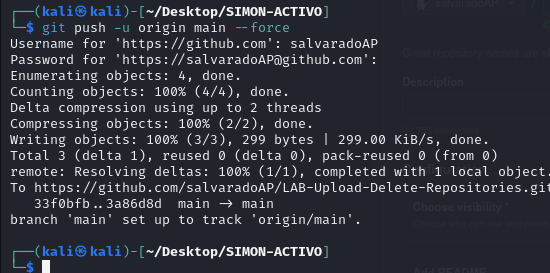 ┌──(kali㉿kali)-[~/Desktop/SIMON-ACTIVO]
└─$ git push -u origin main --force
Username for 'https://github.com': salvaradoAP
Password for 'https://salvaradoAP@github.com':
Enumerating objects: 4, done.
Counting objects: 100% (4/4), done.
Delta compression using up to 2 threads
Compressing objects: 100% (2/2), done.
Writing objects: 100% (3/3), 299 bytes | 299.00 KiB/s, done.
Total 3 (delta 1), reused 0 (delta 0), pack-reused 0 (from 0)
remote: Resolving deltas: 100% (1/1), completed with 1 local object.
To https://github.com/salvaradoAP/LAB-Upload-Delete-Repositories.git
33f0bfb..3a86d8d main -> main
branch 'main' set up to track 'origin/main'.
┌──(kali㉿kali)-[~/Desktop/SIMON-ACTIVO]
└─$
salvaradoAP
Description
Choose visibility *